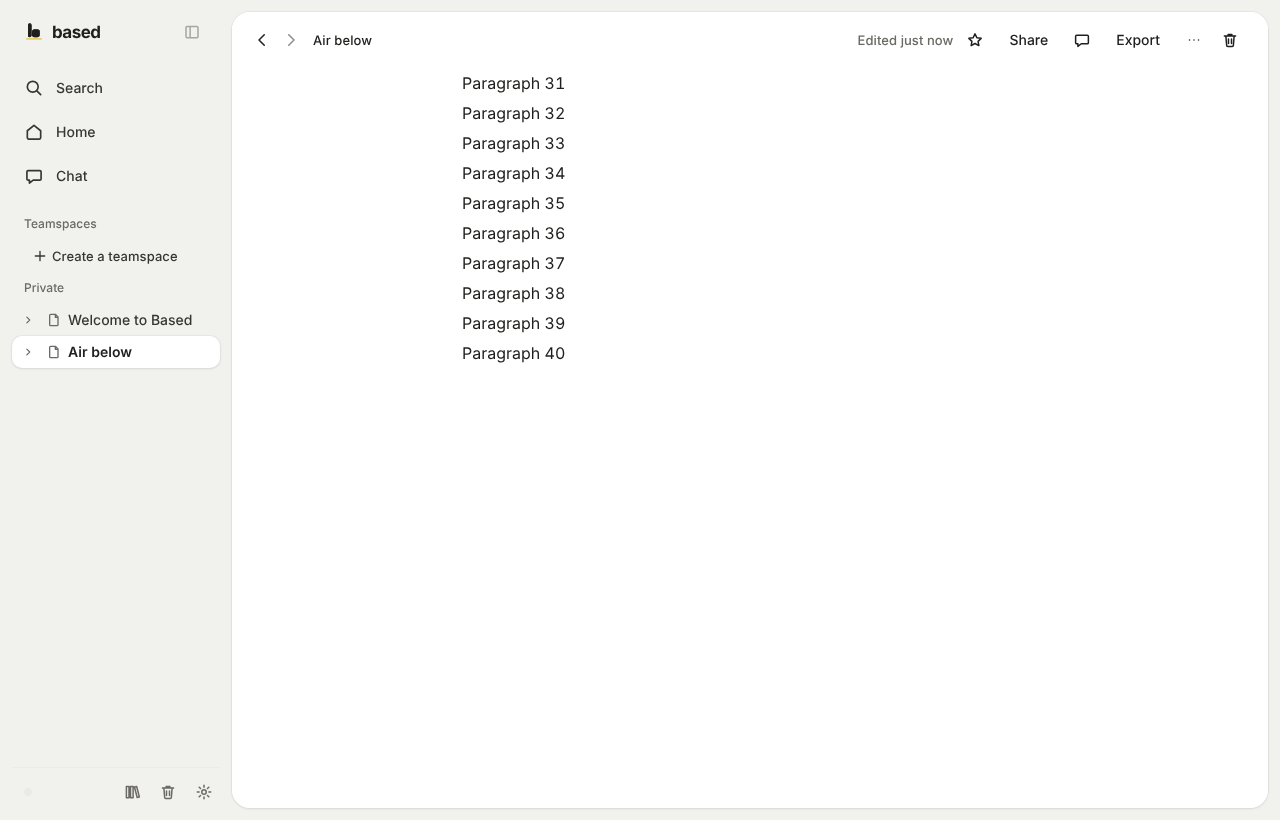 based
Search
Home
Chat
Teamspaces
Create a teamspace
Private
Welcome to Based
Air below
Air below
Edited just now
Share
Export
Paragraph 31
Paragraph 32
Paragraph 33
Paragraph 34
Paragraph 35
Paragraph 36
Paragraph 37
Paragraph 38
Paragraph 39
Paragraph 40